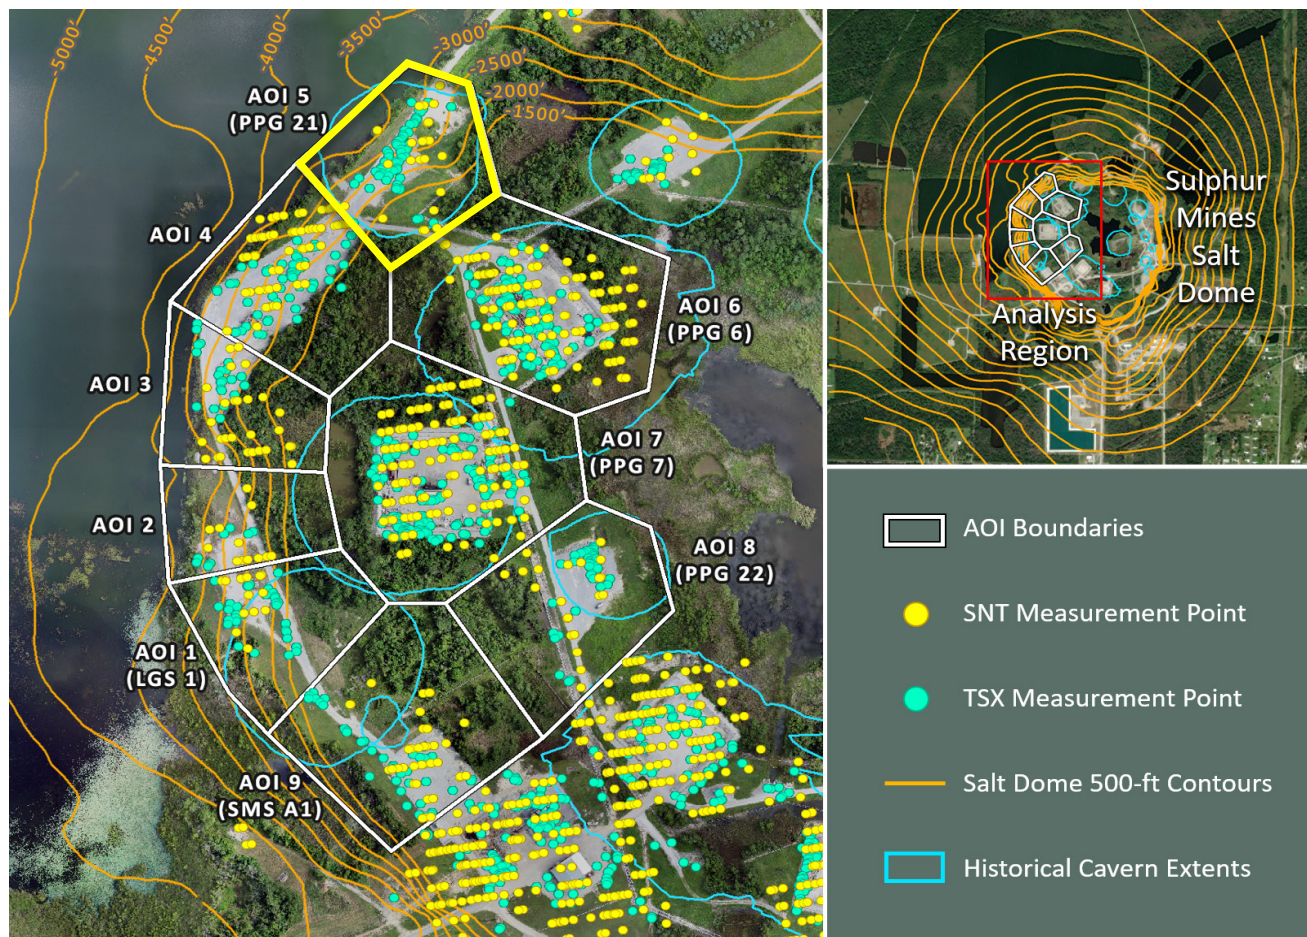 -5000'
-4500'
-4000'
-3500'
-3000'
-2500'
-2000'
-1500'
AOI 5
(PPG 21)
AOI 4
AOI 3
AOI 2
AOI 1
(LGS 1)
AOI 9
(SMS A1)
AOI 6
(PPG 6)
AOI 7
(PPG 7)
AOI 8
(PPG 22)
Sulphur
Mines
Salt
Dome
Analysis
Region
AOI Boundaries
SNT Measurement Point
TSX Measurement Point
Salt Dome 500-ft Contours
Historical Cavern Extents